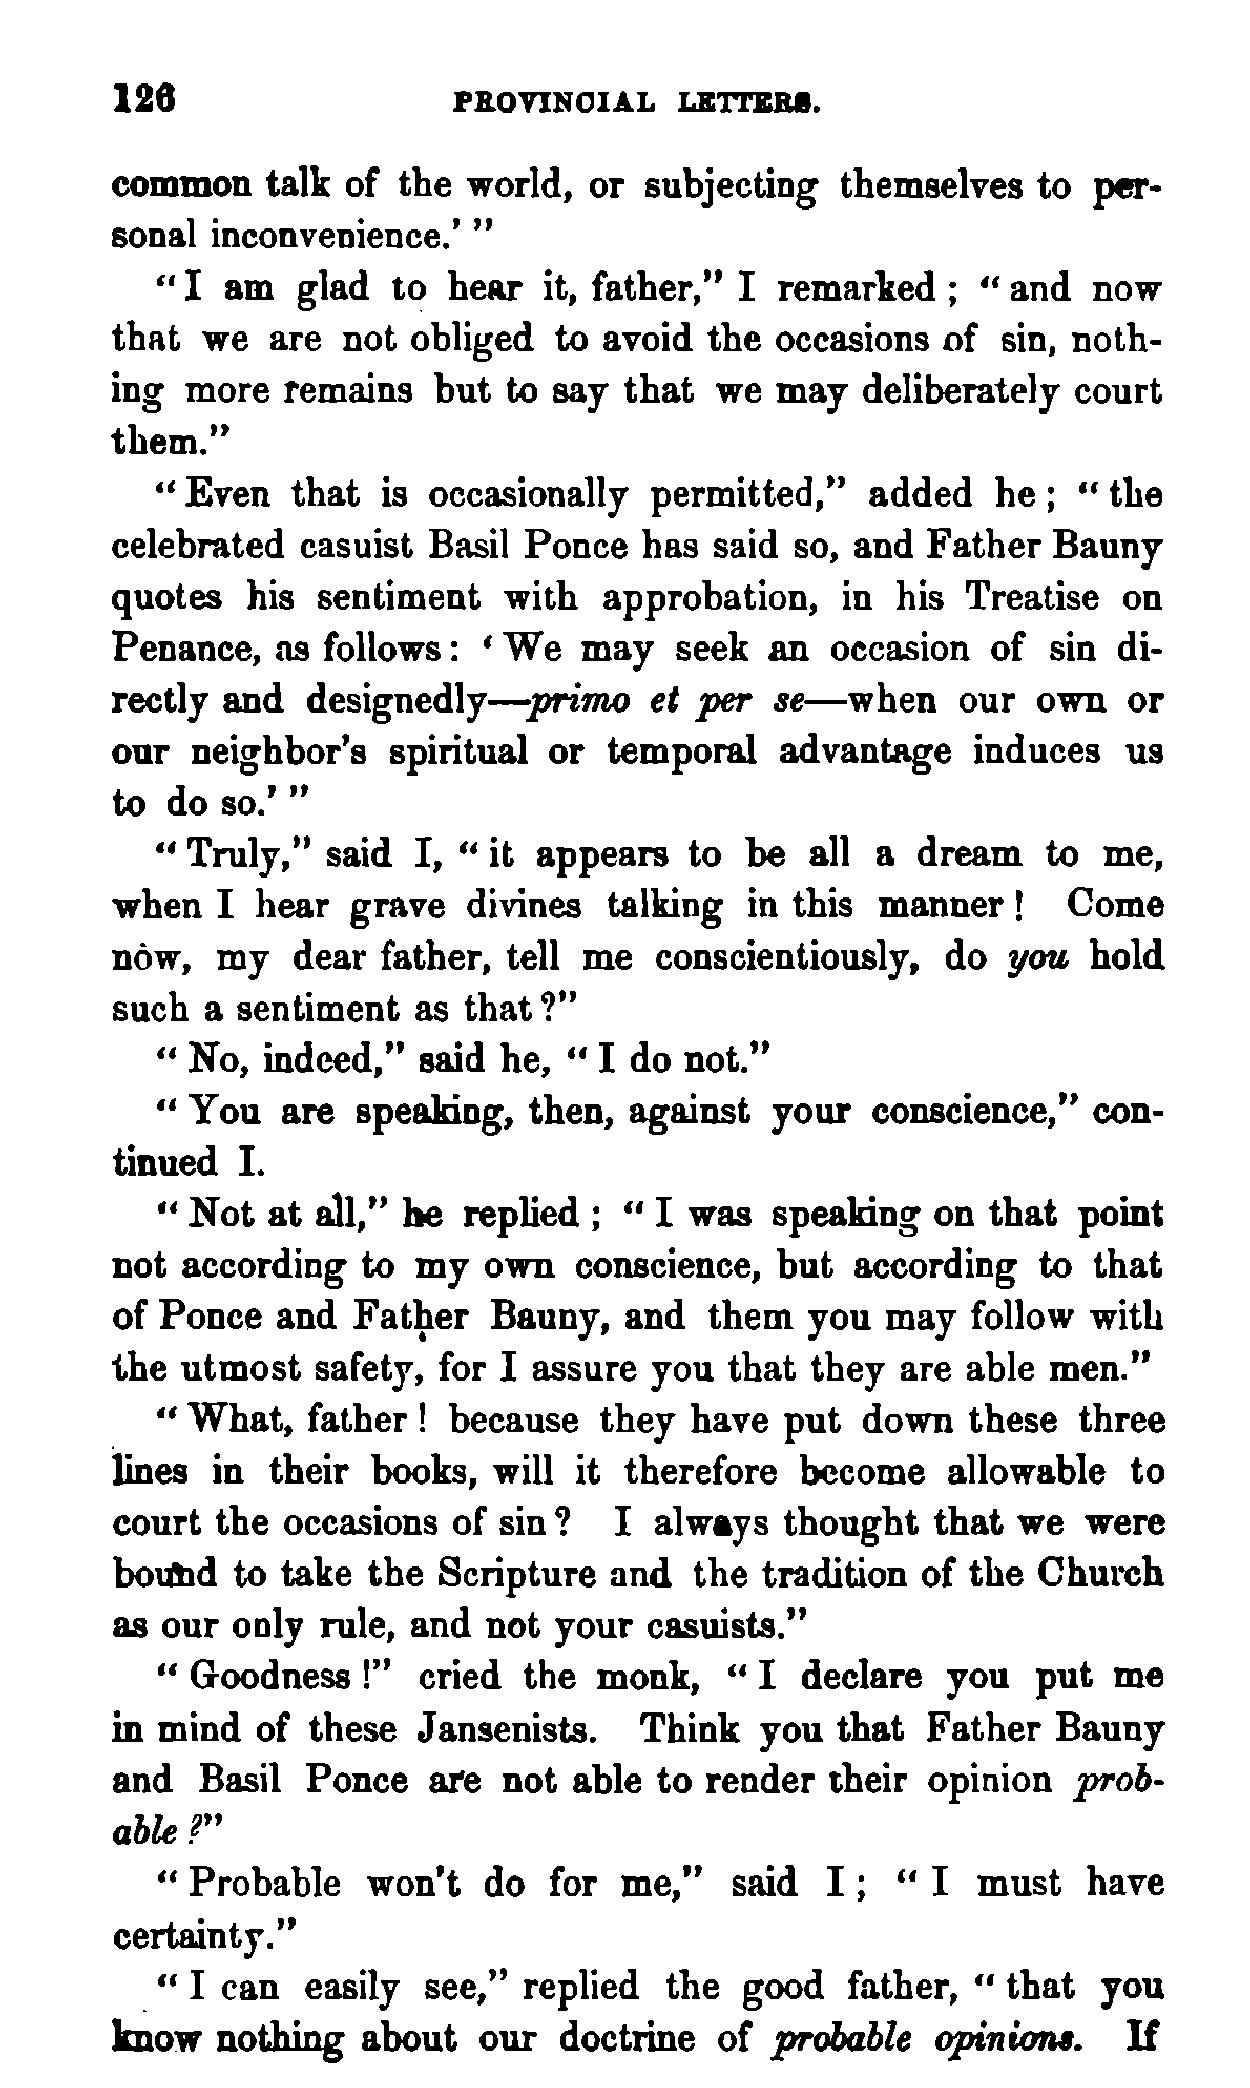 126 PROVINCIAL LETTERS.
common talk of the world, or subjecting themselves to per-
sonal inconvenience.' "
" I am glad to hear it, father," I remarked ; " and now
that we are not obliged to avoid the occasions of sin, noth-
ing more remains but to say that we may deliberately court
them."
" Even that is occasionally permitted," added he ; " the
celebrated casuist Basil Ponce has said so, and Father Bauny
quotes his sentiment with approbation, in his Treatise on
Penance, as follows : ' We may seek an occasion of sin di-
rectly and designedly—primo et per se—when our own or
our neighbor's spiritual or temporal advantage induces us
to do so.' "
" Truly," said I, " it appears to be all a dream to me,
when I hear grave divines talking in this manner ! Come
now, my dear father, tell me conscientiously, do you hold
such a sentiment as that ?"
" No, indeed," said he, " I do not."
" You are speaking, then, against your conscience," con-
tinued I.
" Not at all," he replied ; " I was speaking on that point
not according to my own conscience, but according to that
of Ponce and Father Bauny, and them you may follow with
the utmost safety, for I assure you that they are able men."
" What, father ! because they have put down these three
lines in their books, will it therefore become allowable to
court the occasions of sin ? I always thought that we were
bound to take the Scripture and the tradition of the Church
as our only rule, and not your casuists."
" Goodness !" cried the monk, " I declare you put me
in mind of these Jansenists. Think you that Father Bauny
and Basil Ponce are not able to render their opinion prob-
able ?"
" Probable won't do for me," said I ; " I must have
certainty."
" I can easily see," replied the good father, " that you
know nothing about our doctrine of probable opinions. If